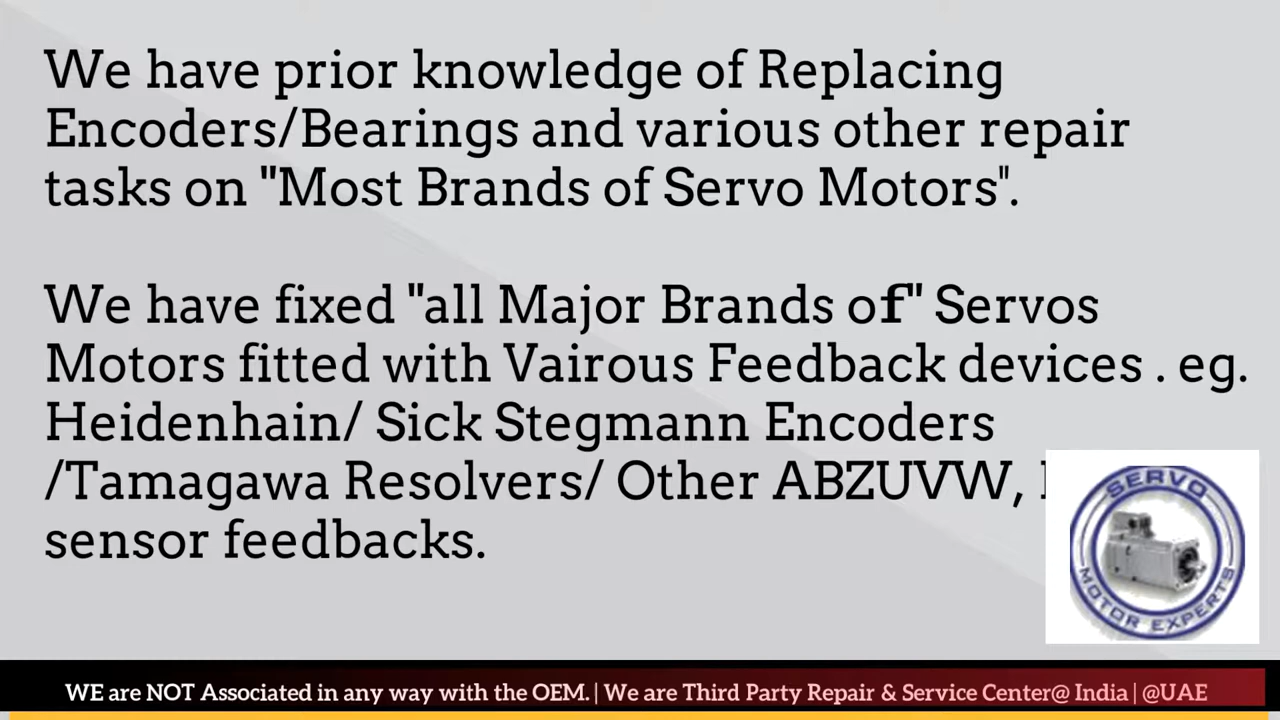 We have prior knowledge of Replacing
Encoders/Bearings and various other repair
tasks on "Most Brands of Servo Motors".
We have fixed "all Major Brands of" Servos
Motors fitted with Vairous Feedback devices . eg.
Heidenhain/ Sick Stegmann Encoders
/Tamagawa Resolvers/ Other ABZUVW,
sensor feedbacks.
SERVO
MOTOR EXPERTS
WE are NOT Associated in any way with the OEM. | We are Third Party Repair & Service Center@ India | @UAE